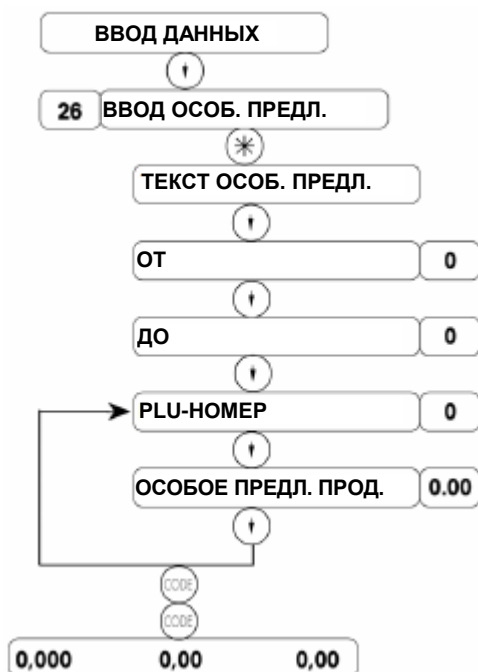 ВВОД ДАННЫХ
26 ВВОД ОСОБ. ПРЕДЛ.
ТЕКСТ ОСОБ. ПРЕДЛ.
ОТ 0
ДО 0
PLU-НОМЕР 0
ОСОБОЕ ПРЕДЛ. ПРОД. 0.00
CODE
CODE
0,000 0,00 0,00